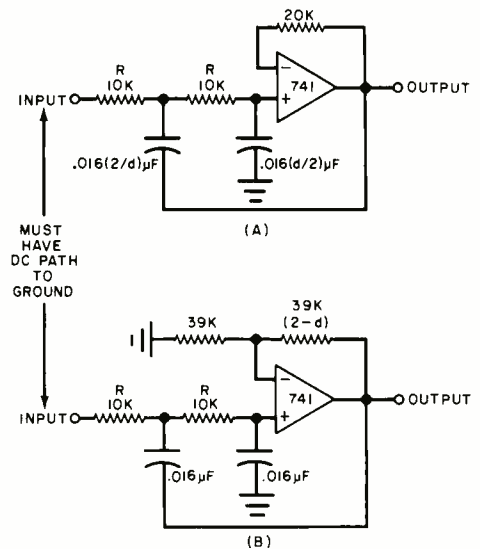 20K
R
10K
R
10K
−
741
+
INPUT
OUTPUT
.016(2/d)µF
.016(d/2)µF
(A)
MUST
HAVE
DC PATH
TO
GROUND
39K
39K
(2-d)
R
10K
R
10K
−
741
+
INPUT
OUTPUT
.016µF
.016µF
(B)